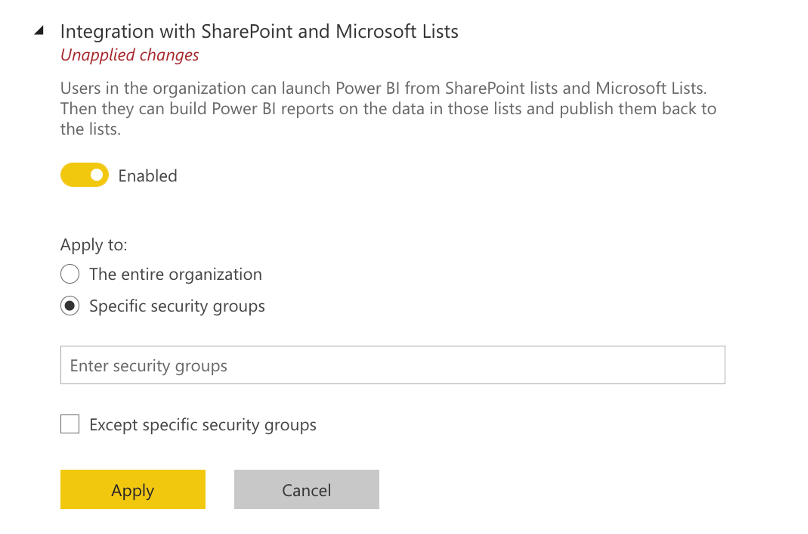 Integration with SharePoint and Microsoft Lists
Unapplied changes
Users in the organization can launch Power BI from SharePoint lists and Microsoft Lists.
Then they can build Power BI reports on the data in those lists and publish them back to
the lists.
Enabled
Apply to:
The entire organization
Specific security groups
Enter security groups
Except specific security groups
Apply
Cancel